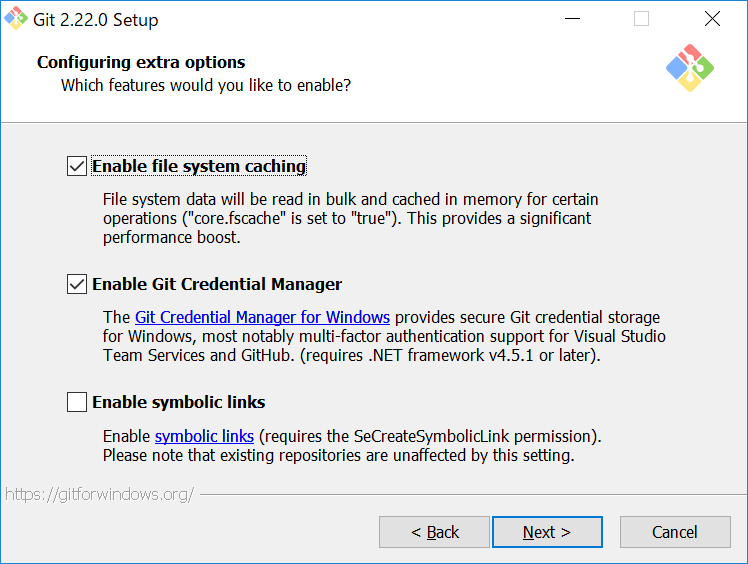 Git 2.22.0 Setup
Configuring extra options
Which features would you like to enable?
Enable file system caching
File system data will be read in bulk and cached in memory for certain
operations ("core.fscache" is set to "true"). This provides a significant
performance boost.
Enable Git Credential Manager
The Git Credential Manager for Windows provides secure Git credential storage
for Windows, most notably multi-factor authentication support for Visual Studio
Team Services and GitHub. (requires .NET framework v4.5.1 or later).
Enable symbolic links
Enable symbolic links (requires the SeCreateSymbolicLink permission).
Please note that existing repositories are unaffected by this setting.
https://gitforwindows.org/
< Back Next > Cancel